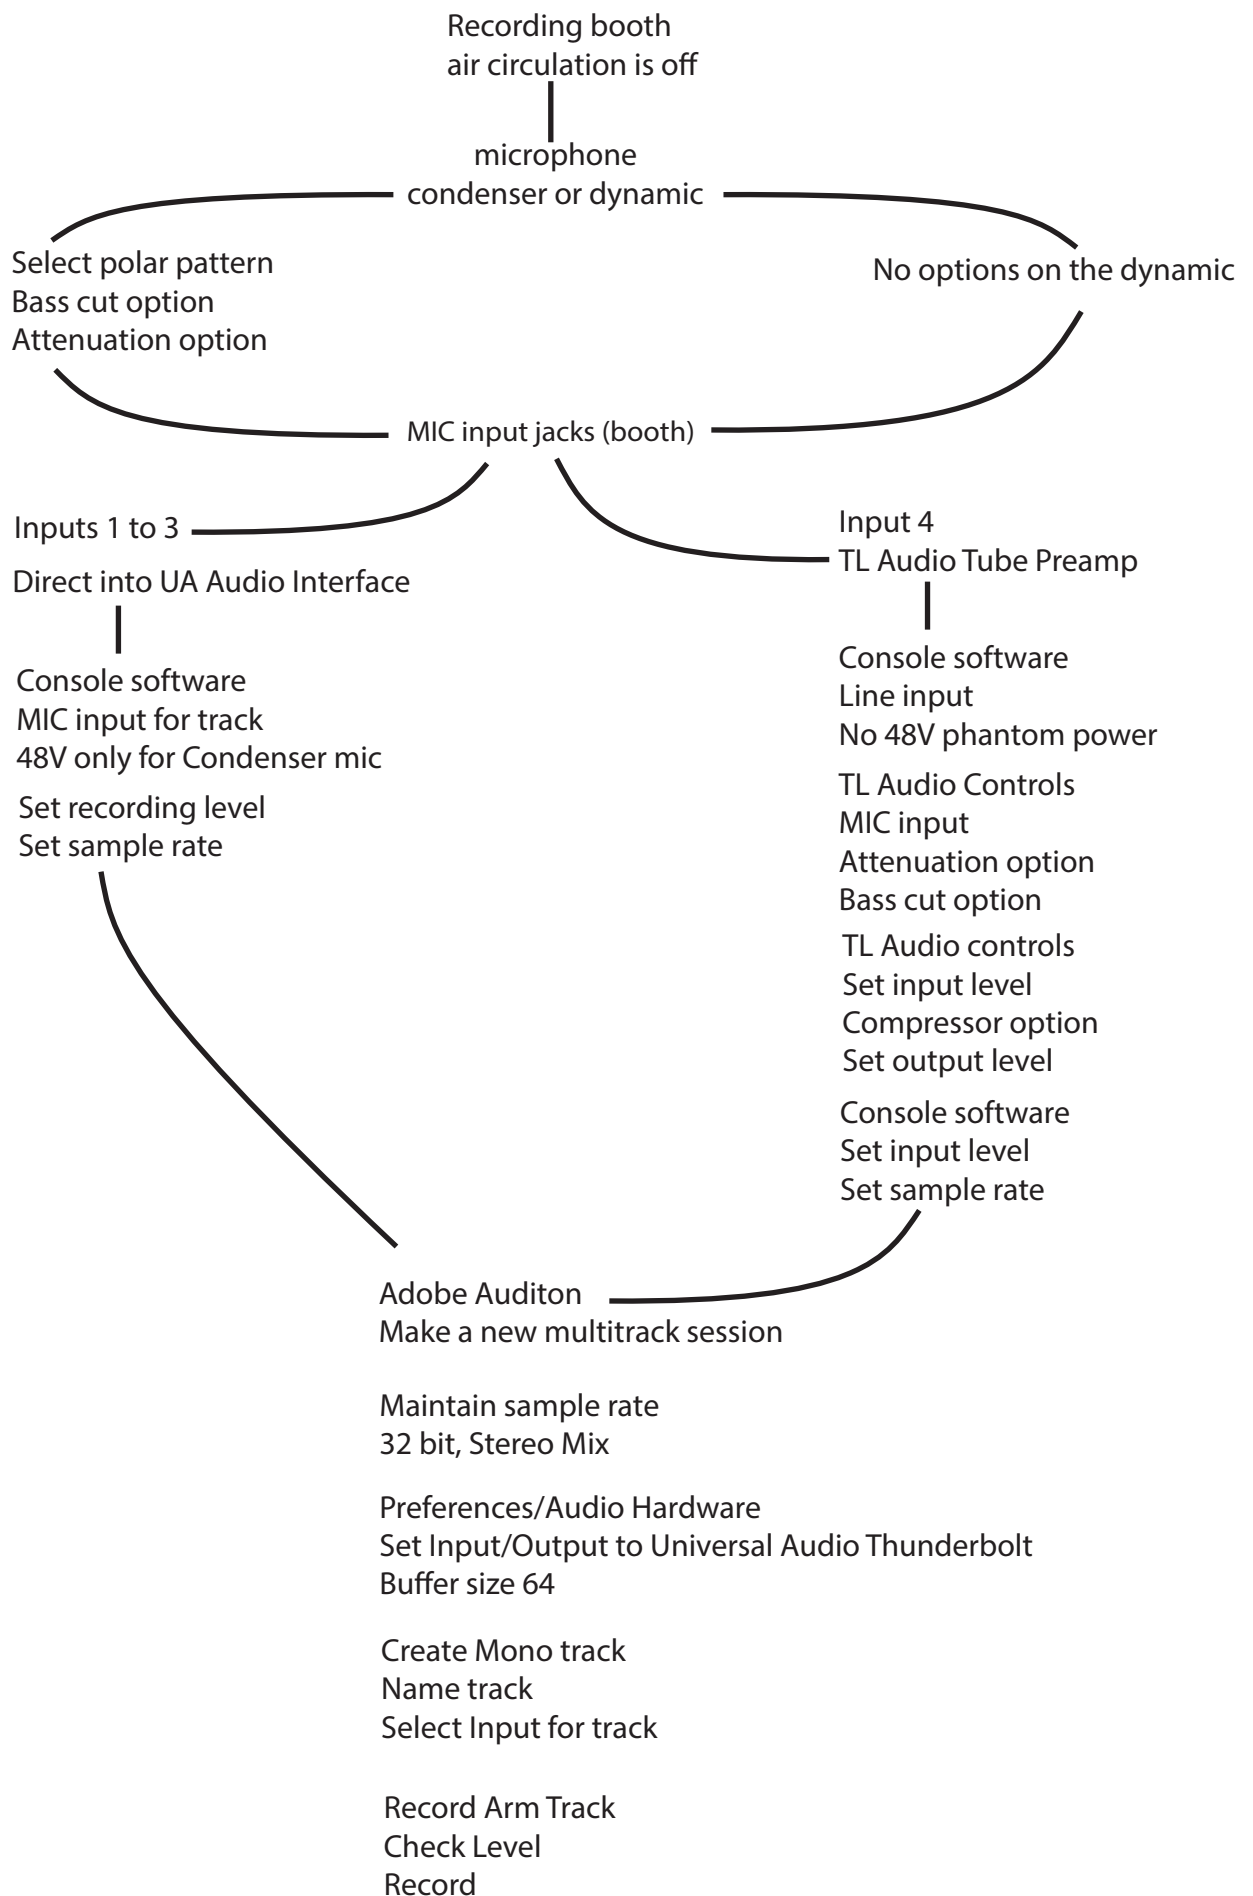 Recording booth
air circulation is off
microphone
condenser or dynamic
Select polar pattern
Bass cut option
Attenuation option
No options on the dynamic
MIC input jacks (booth)
Inputs 1 to 3
Direct into UA Audio Interface
Console software
MIC input for track
48V only for Condenser mic
Set recording level
Set sample rate
Input 4
TL Audio Tube Preamp
Console software
Line input
No 48V phantom power
TL Audio Controls
MIC input
Attenuation option
Bass cut option
TL Audio controls
Set input level
Compressor option
Set output level
Console software
Set input level
Set sample rate
Adobe Auditon
Make a new multitrack session
Maintain sample rate
32 bit, Stereo Mix
Preferences/Audio Hardware
Set Input/Output to Universal Audio Thunderbolt
Buffer size 64
Create Mono track
Name track
Select Input for track
Record Arm Track
Check Level
Record